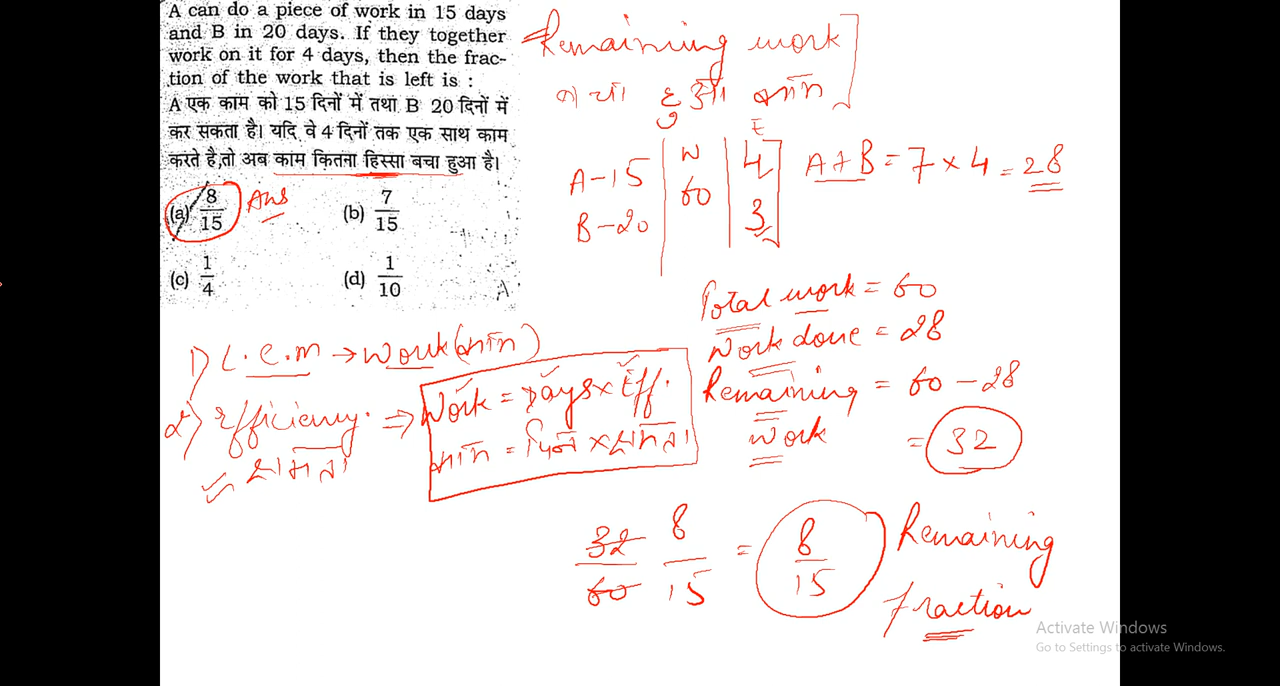 A can do a piece of work in 15 days
and B in 20 days. If they together
work on it for 4 days, then the frac-
tion of the work that is left is :
A एक काम को 15 दिनों में तथा B 20 दिनों में
कर सकता है। यदि वे 4 दिनों तक एक साथ काम
करते है,तो अब काम कितना हिस्सा बचा हुआ है।
(a) 8/15 Ans (b) 7/15
(c) 1/4 (d) 1/10
Remaining work
बचा हुआ काम
A-15
B-20
W
60
E
4
3
A+B = 7 × 4 = 28
Total work = 60
Work done = 28
Remaining work = 60 - 28
= 32
1) L.C.M → Work (काम)
2) Efficiency. ⇒
क्षमता
Work = Days × Eff.
काम = दिन × क्षमता
32/60 8/15 = 8/15
Remaining
fraction
Activate Windows
Go to Settings to activate Windows.